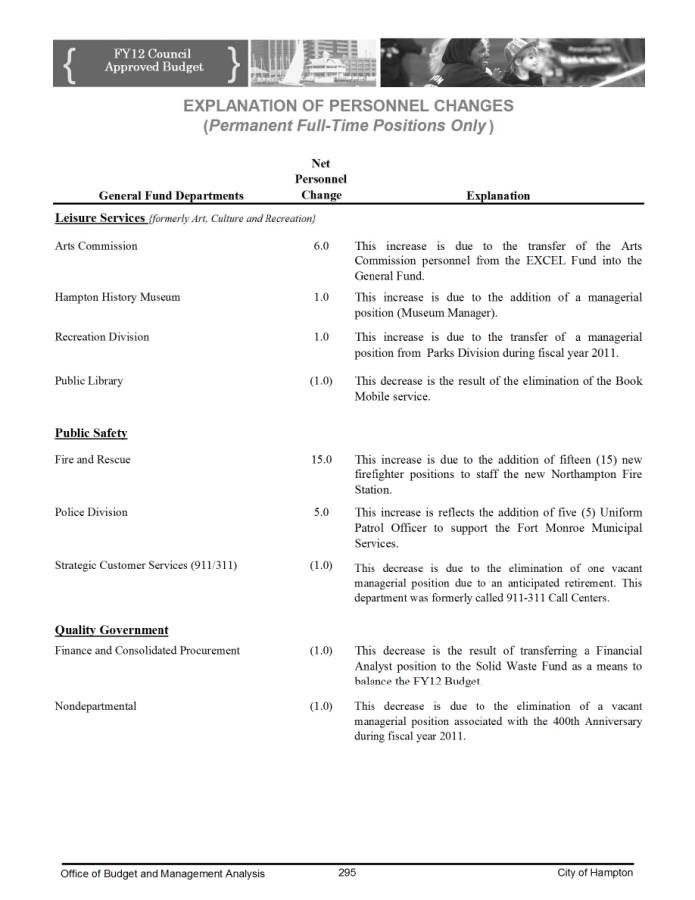 FY12 Council
Approved Budget
EXPLANATION OF PERSONNEL CHANGES
(Permanent Full-Time Positions Only)
Net
Personnel
General Fund Departments Change Explanation
Leisure Services (formerly Art, Culture and Recreation)
Arts Commission 6.0 This increase is due to the transfer of the Arts
Commission personnel from the EXCEL Fund into the
General Fund.
Hampton History Museum 1.0 This increase is due to the addition of a managerial
position (Museum Manager).
Recreation Division 1.0 This increase is due to the transfer of a managerial
position from Parks Division during fiscal year 2011.
Public Library (1.0) This decrease is the result of the elimination of the Book
Mobile service.
Public Safety
Fire and Rescue 15.0 This increase is due to the addition of fifteen (15) new
firefighter positions to staff the new Northampton Fire
Station.
Police Division 5.0 This increase is reflects the addition of five (5) Uniform
Patrol Officer to support the Fort Monroe Municipal
Services.
Strategic Customer Services (911/311) (1.0) This decrease is due to the elimination of one vacant
managerial position due to an anticipated retirement. This
department was formerly called 911-311 Call Centers.
Quality Government
Finance and Consolidated Procurement (1.0) This decrease is the result of transferring a Financial
Analyst position to the Solid Waste Fund as a means to
balance the FY12 Budget.
Nondepartmental (1.0) This decrease is due to the elimination of a vacant
managerial position associated with the 400th Anniversary
during fiscal year 2011.
Office of Budget and Management Analysis 295 City of Hampton